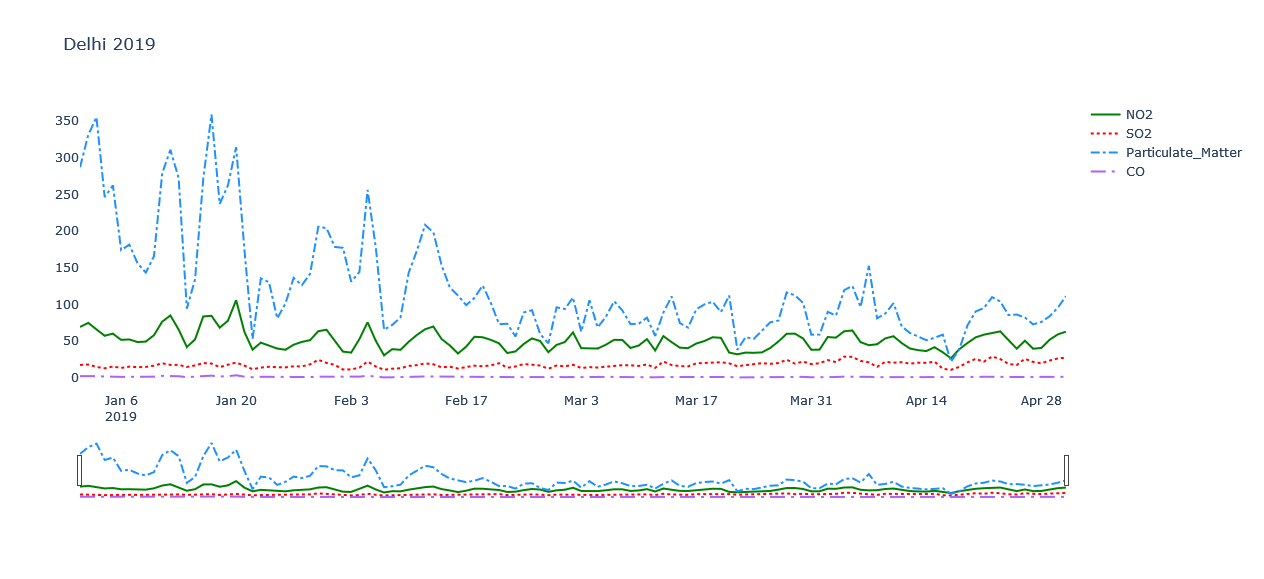 Delhi 2019
350
300
250
200
150
100
50
0
Jan 6
2019
Jan 20
Feb 3
Feb 17
Mar 3
Mar 17
Mar 31
Apr 14
Apr 28
NO2
SO2
Particulate_Matter
CO